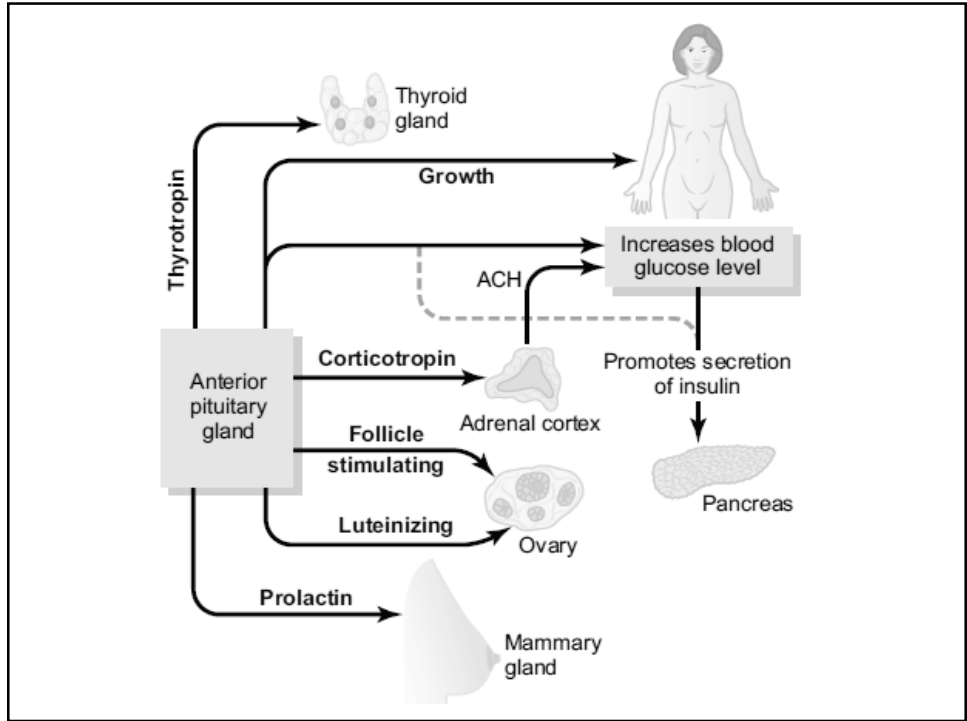 Thyroid
gland
Growth
Thyrotropin
Increases blood
glucose level
ACH
Corticotropin
Promotes secretion
of insulin
Anterior
pituitary
gland
Adrenal cortex
Follicle
stimulating
Pancreas
Luteinizing
Ovary
Prolactin
Mammary
gland